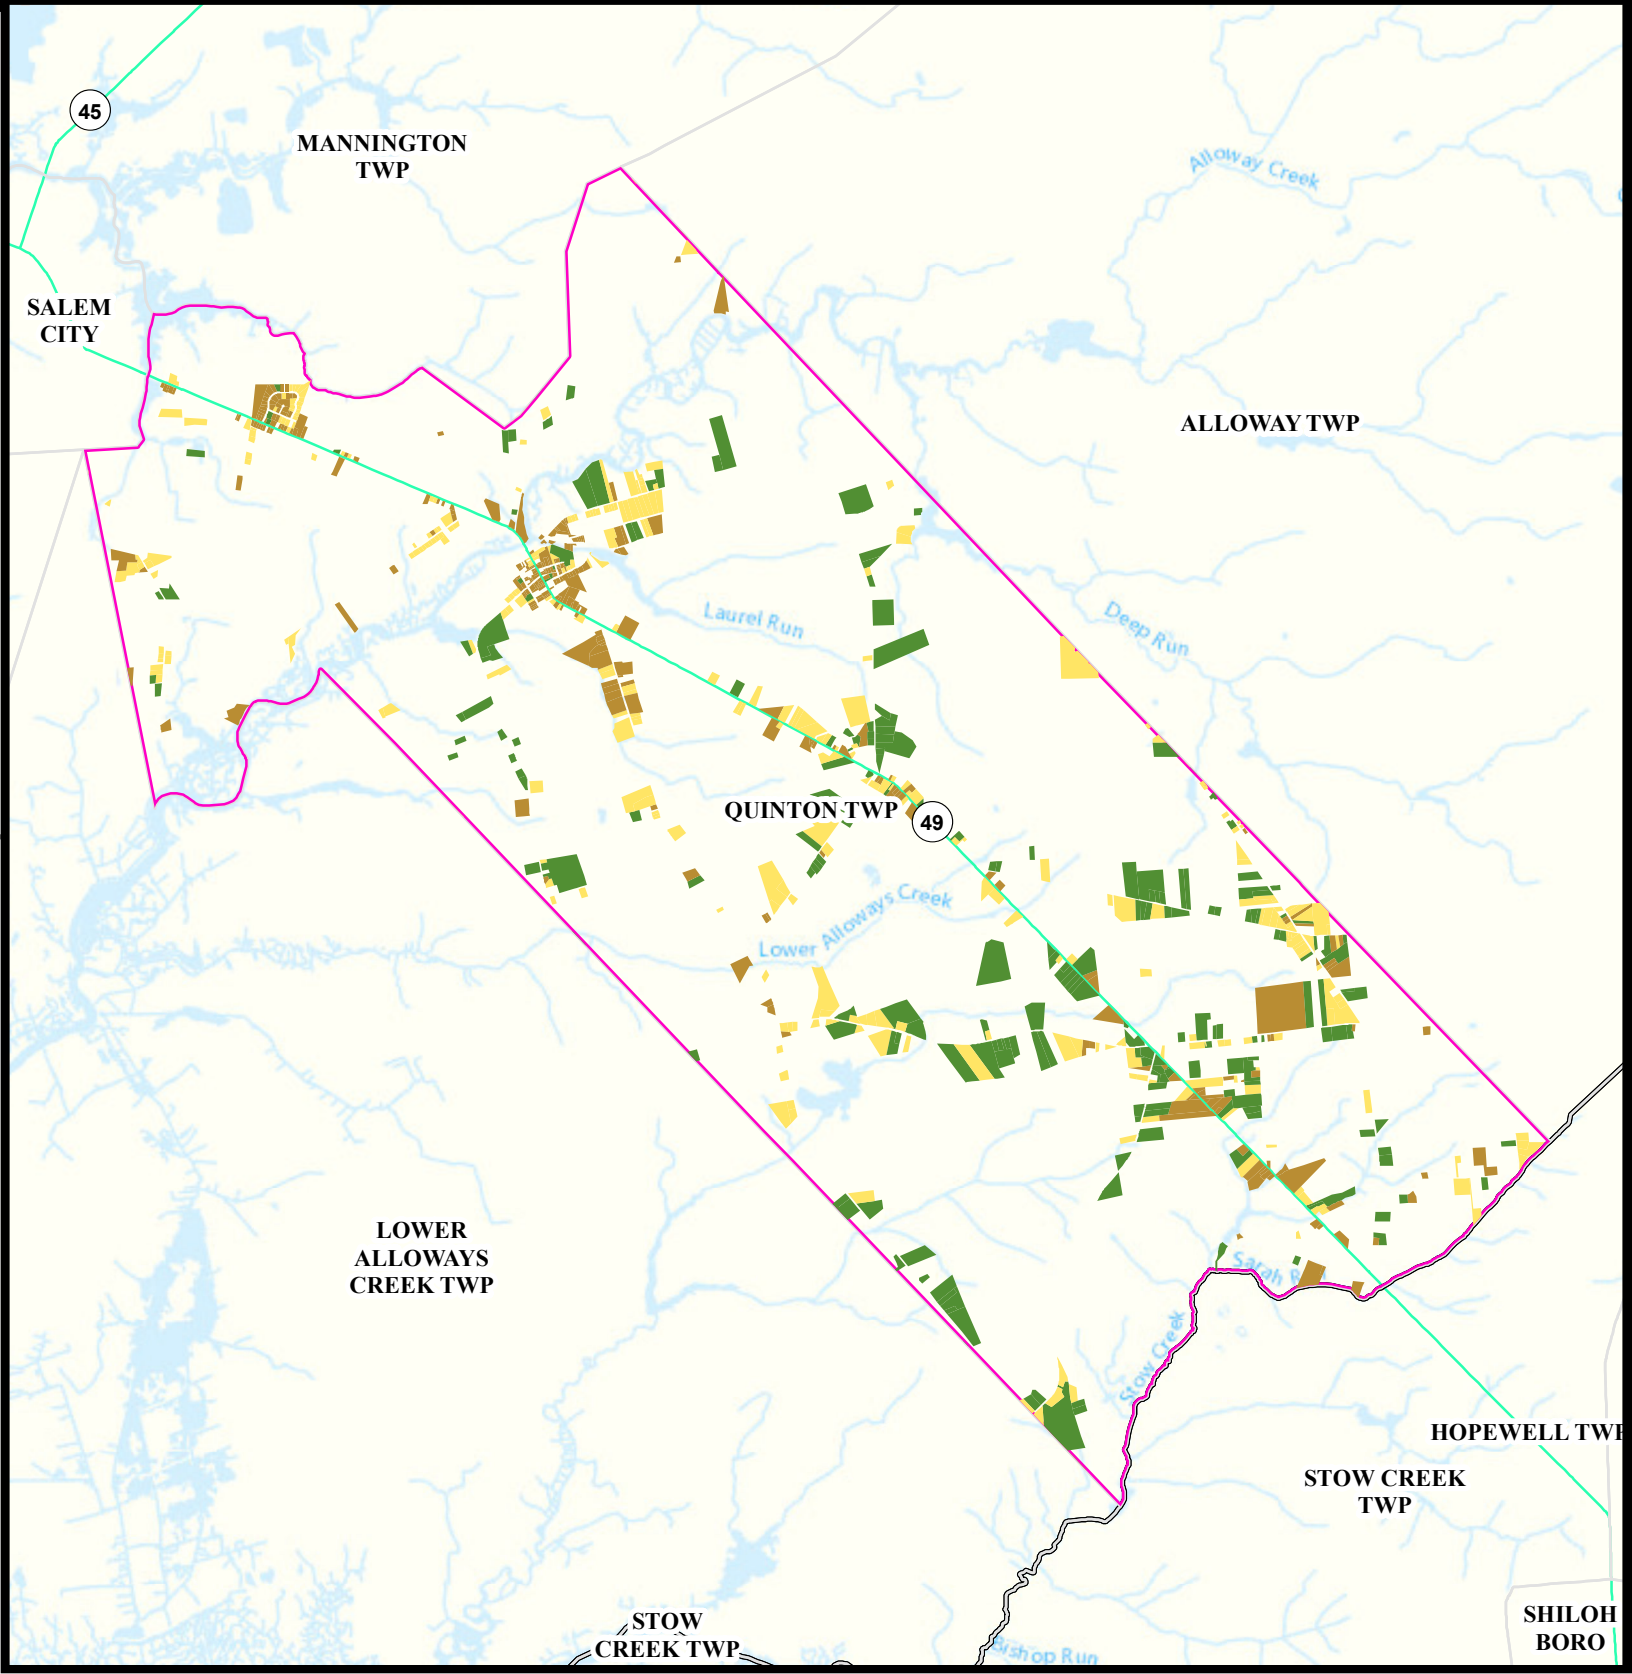 45
MANNINGTON
TWP
Alloway Creek
SALEM
CITY
ALLOWAY TWP
Laurel Run
Deep Run
QUINTON TWP
49
Lower Alloways Creek
LOWER
ALLOWAYS
CREEK TWP
Sarah
Stow Creek
HOPEWELL TWP
STOW CREEK
TWP
STOW
CREEK TWP
SHILOH
BORO
Bishop Run